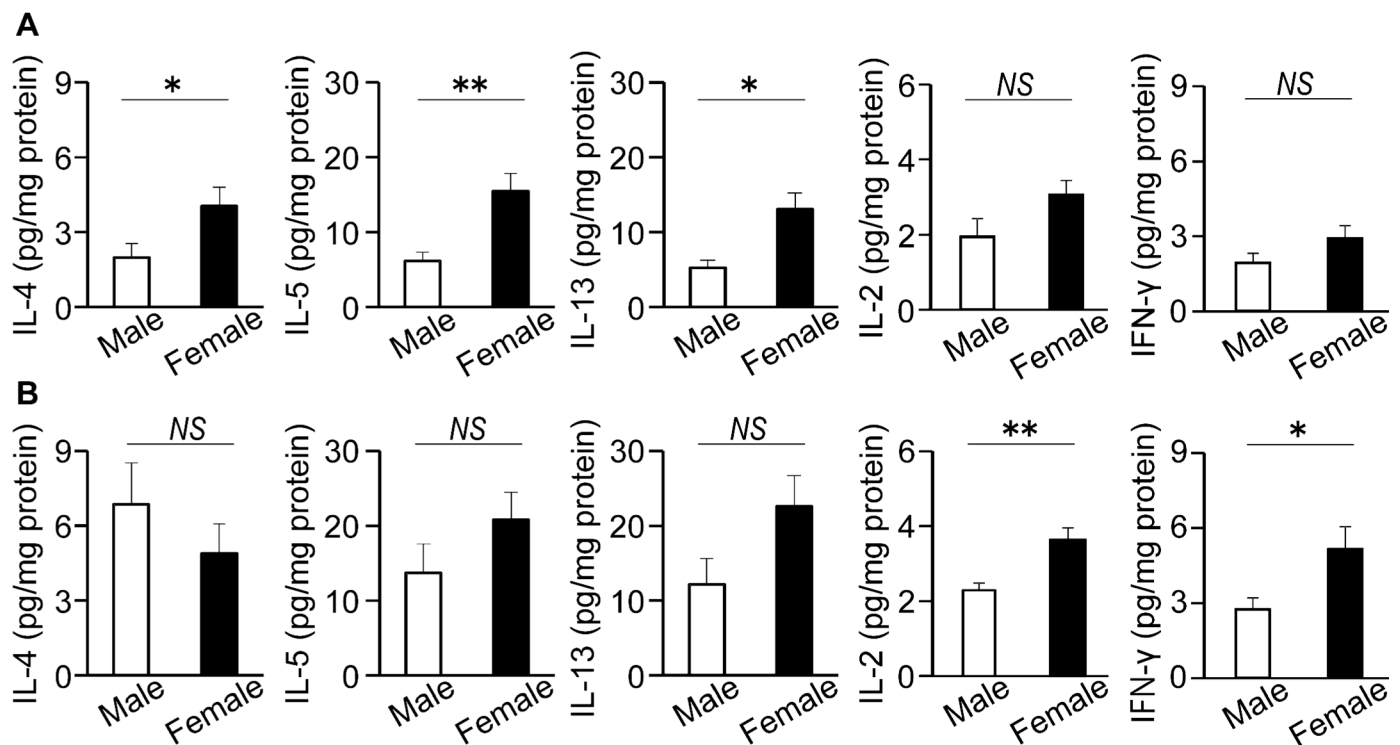 A
IL-4 (pg/mg protein)
9
6
3
0
*
Male
Female
IL-5 (pg/mg protein)
30
20
10
0
**
Male
Female
IL-13 (pg/mg protein)
30
20
10
0
*
Male
Female
IL-2 (pg/mg protein)
6
4
2
0
NS
Male
Female
IFN-γ (pg/mg protein)
9
6
3
0
NS
Male
Female
B
IL-4 (pg/mg protein)
9
6
3
0
NS
Male
Female
IL-5 (pg/mg protein)
30
20
10
0
NS
Male
Female
IL-13 (pg/mg protein)
30
20
10
0
NS
Male
Female
IL-2 (pg/mg protein)
6
4
2
0
**
Male
Female
IFN-γ (pg/mg protein)
9
6
3
0
*
Male
Female